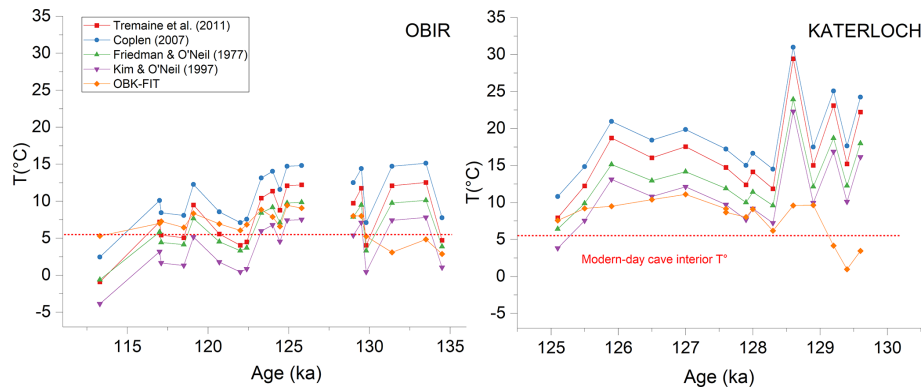 OBIR
Tremaine et al. (2011)
Coplen (2007)
Friedman & O'Neil (1977)
Kim & O'Neil (1997)
OBK-FIT
T(°C)
35
30
25
20
15
10
5
0
-5
115
120
125
130
135
Age (ka)
KATERLOCH
T(°C)
35
30
25
20
15
10
5
0
-5
Modern-day cave interior T°
125
126
127
128
129
130
Age (ka)